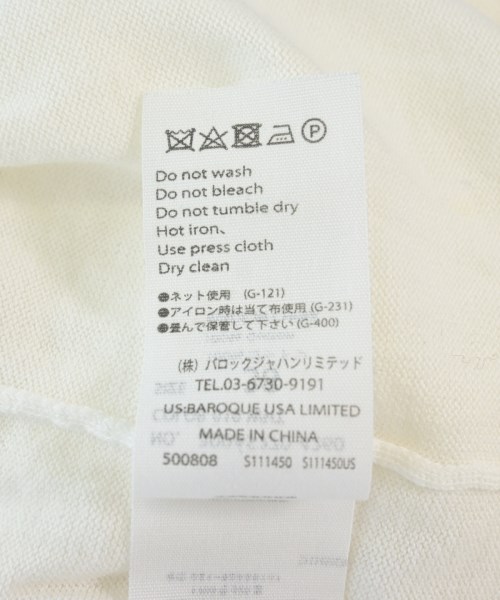 P
Do not wash
Do not bleach
Do not tumble dry
Hot iron、
Use press cloth
Dry clean
●ネット使用 (G-121)
●アイロン時は当て布使用 (G-231)
●畳んで保管して下さい (G-400)
(株) バロックジャハンリミテッド
TEL.03-6730-9191
US:BAROQUE USA LIMITED
MADE IN CHINA
500808 S111450 S111450US